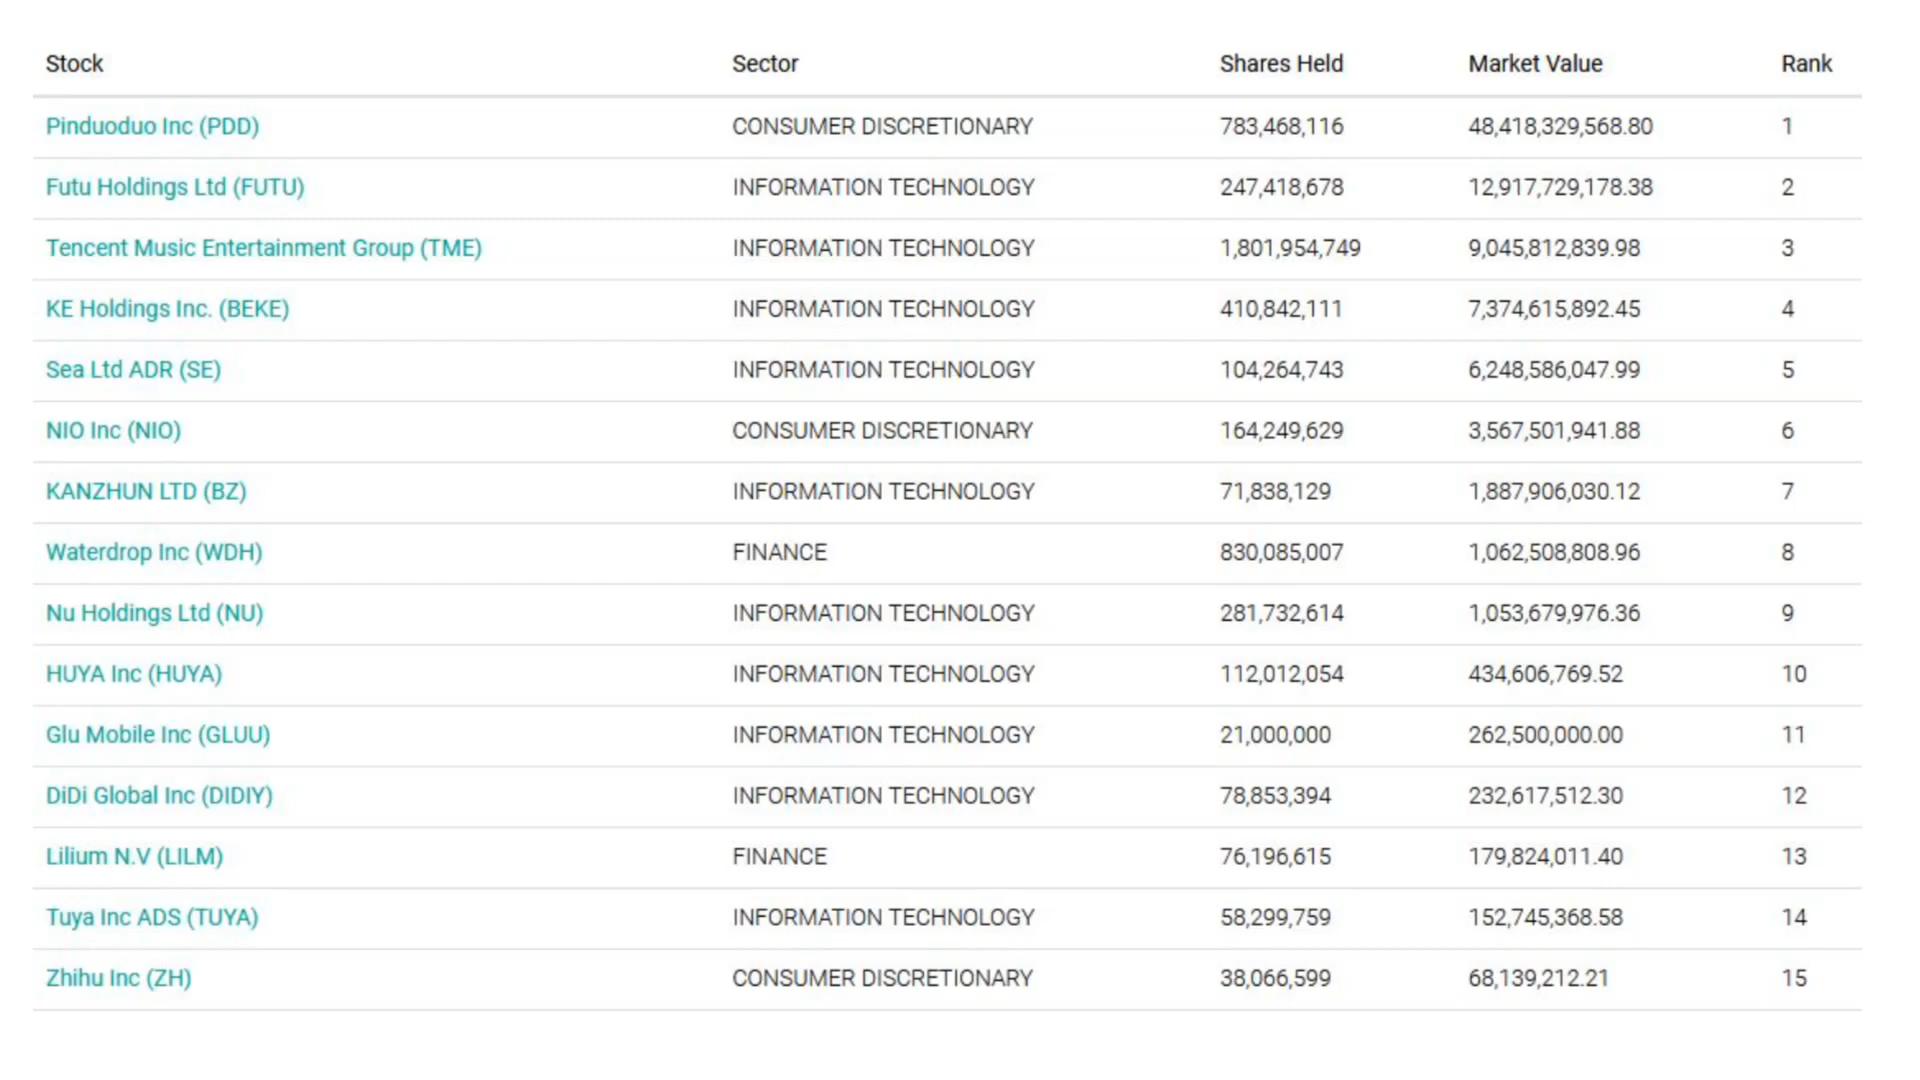 Stock Sector Shares Held Market Value Rank
Pinduoduo Inc (PDD) CONSUMER DISCRETIONARY 783,468,116 48,418,329,568.80 1
Futu Holdings Ltd (FUTU) INFORMATION TECHNOLOGY 247,418,678 12,917,729,178.38 2
Tencent Music Entertainment Group (TME) INFORMATION TECHNOLOGY 1,801,954,749 9,045,812,839.98 3
KE Holdings Inc. (BEKE) INFORMATION TECHNOLOGY 410,842,111 7,374,615,892.45 4
Sea Ltd ADR (SE) INFORMATION TECHNOLOGY 104,264,743 6,248,586,047.99 5
NIO Inc (NIO) CONSUMER DISCRETIONARY 164,249,629 3,567,501,941.88 6
KANZHUN LTD (BZ) INFORMATION TECHNOLOGY 71,838,129 1,887,906,030.12 7
Waterdrop Inc (WDH) FINANCE 830,085,007 1,062,508,808.96 8
Nu Holdings Ltd (NU) INFORMATION TECHNOLOGY 281,732,614 1,053,679,976.36 9
HUYA Inc (HUYA) INFORMATION TECHNOLOGY 112,012,054 434,606,769.52 10
Glu Mobile Inc (GLUU) INFORMATION TECHNOLOGY 21,000,000 262,500,000.00 11
DiDi Global Inc (DIDIY) INFORMATION TECHNOLOGY 78,853,394 232,617,512.30 12
Lilium N.V (LILM) FINANCE 76,196,615 179,824,011.40 13
Tuya Inc ADS (TUYA) INFORMATION TECHNOLOGY 58,299,759 152,745,368.58 14
Zhihu Inc (ZH) CONSUMER DISCRETIONARY 38,066,599 68,139,212.21 15